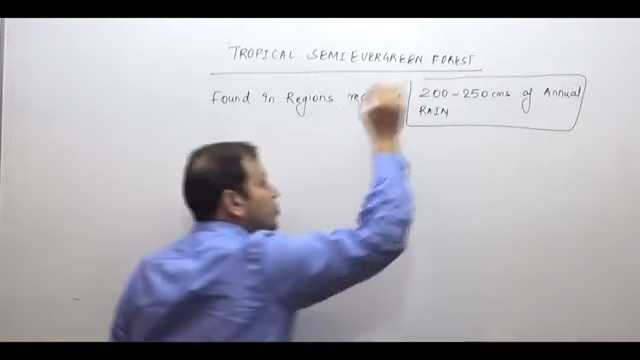 TROPICAL SEMI EVERGREEN FOREST
Found in Regions 200-250 cms of Annual
RAIN